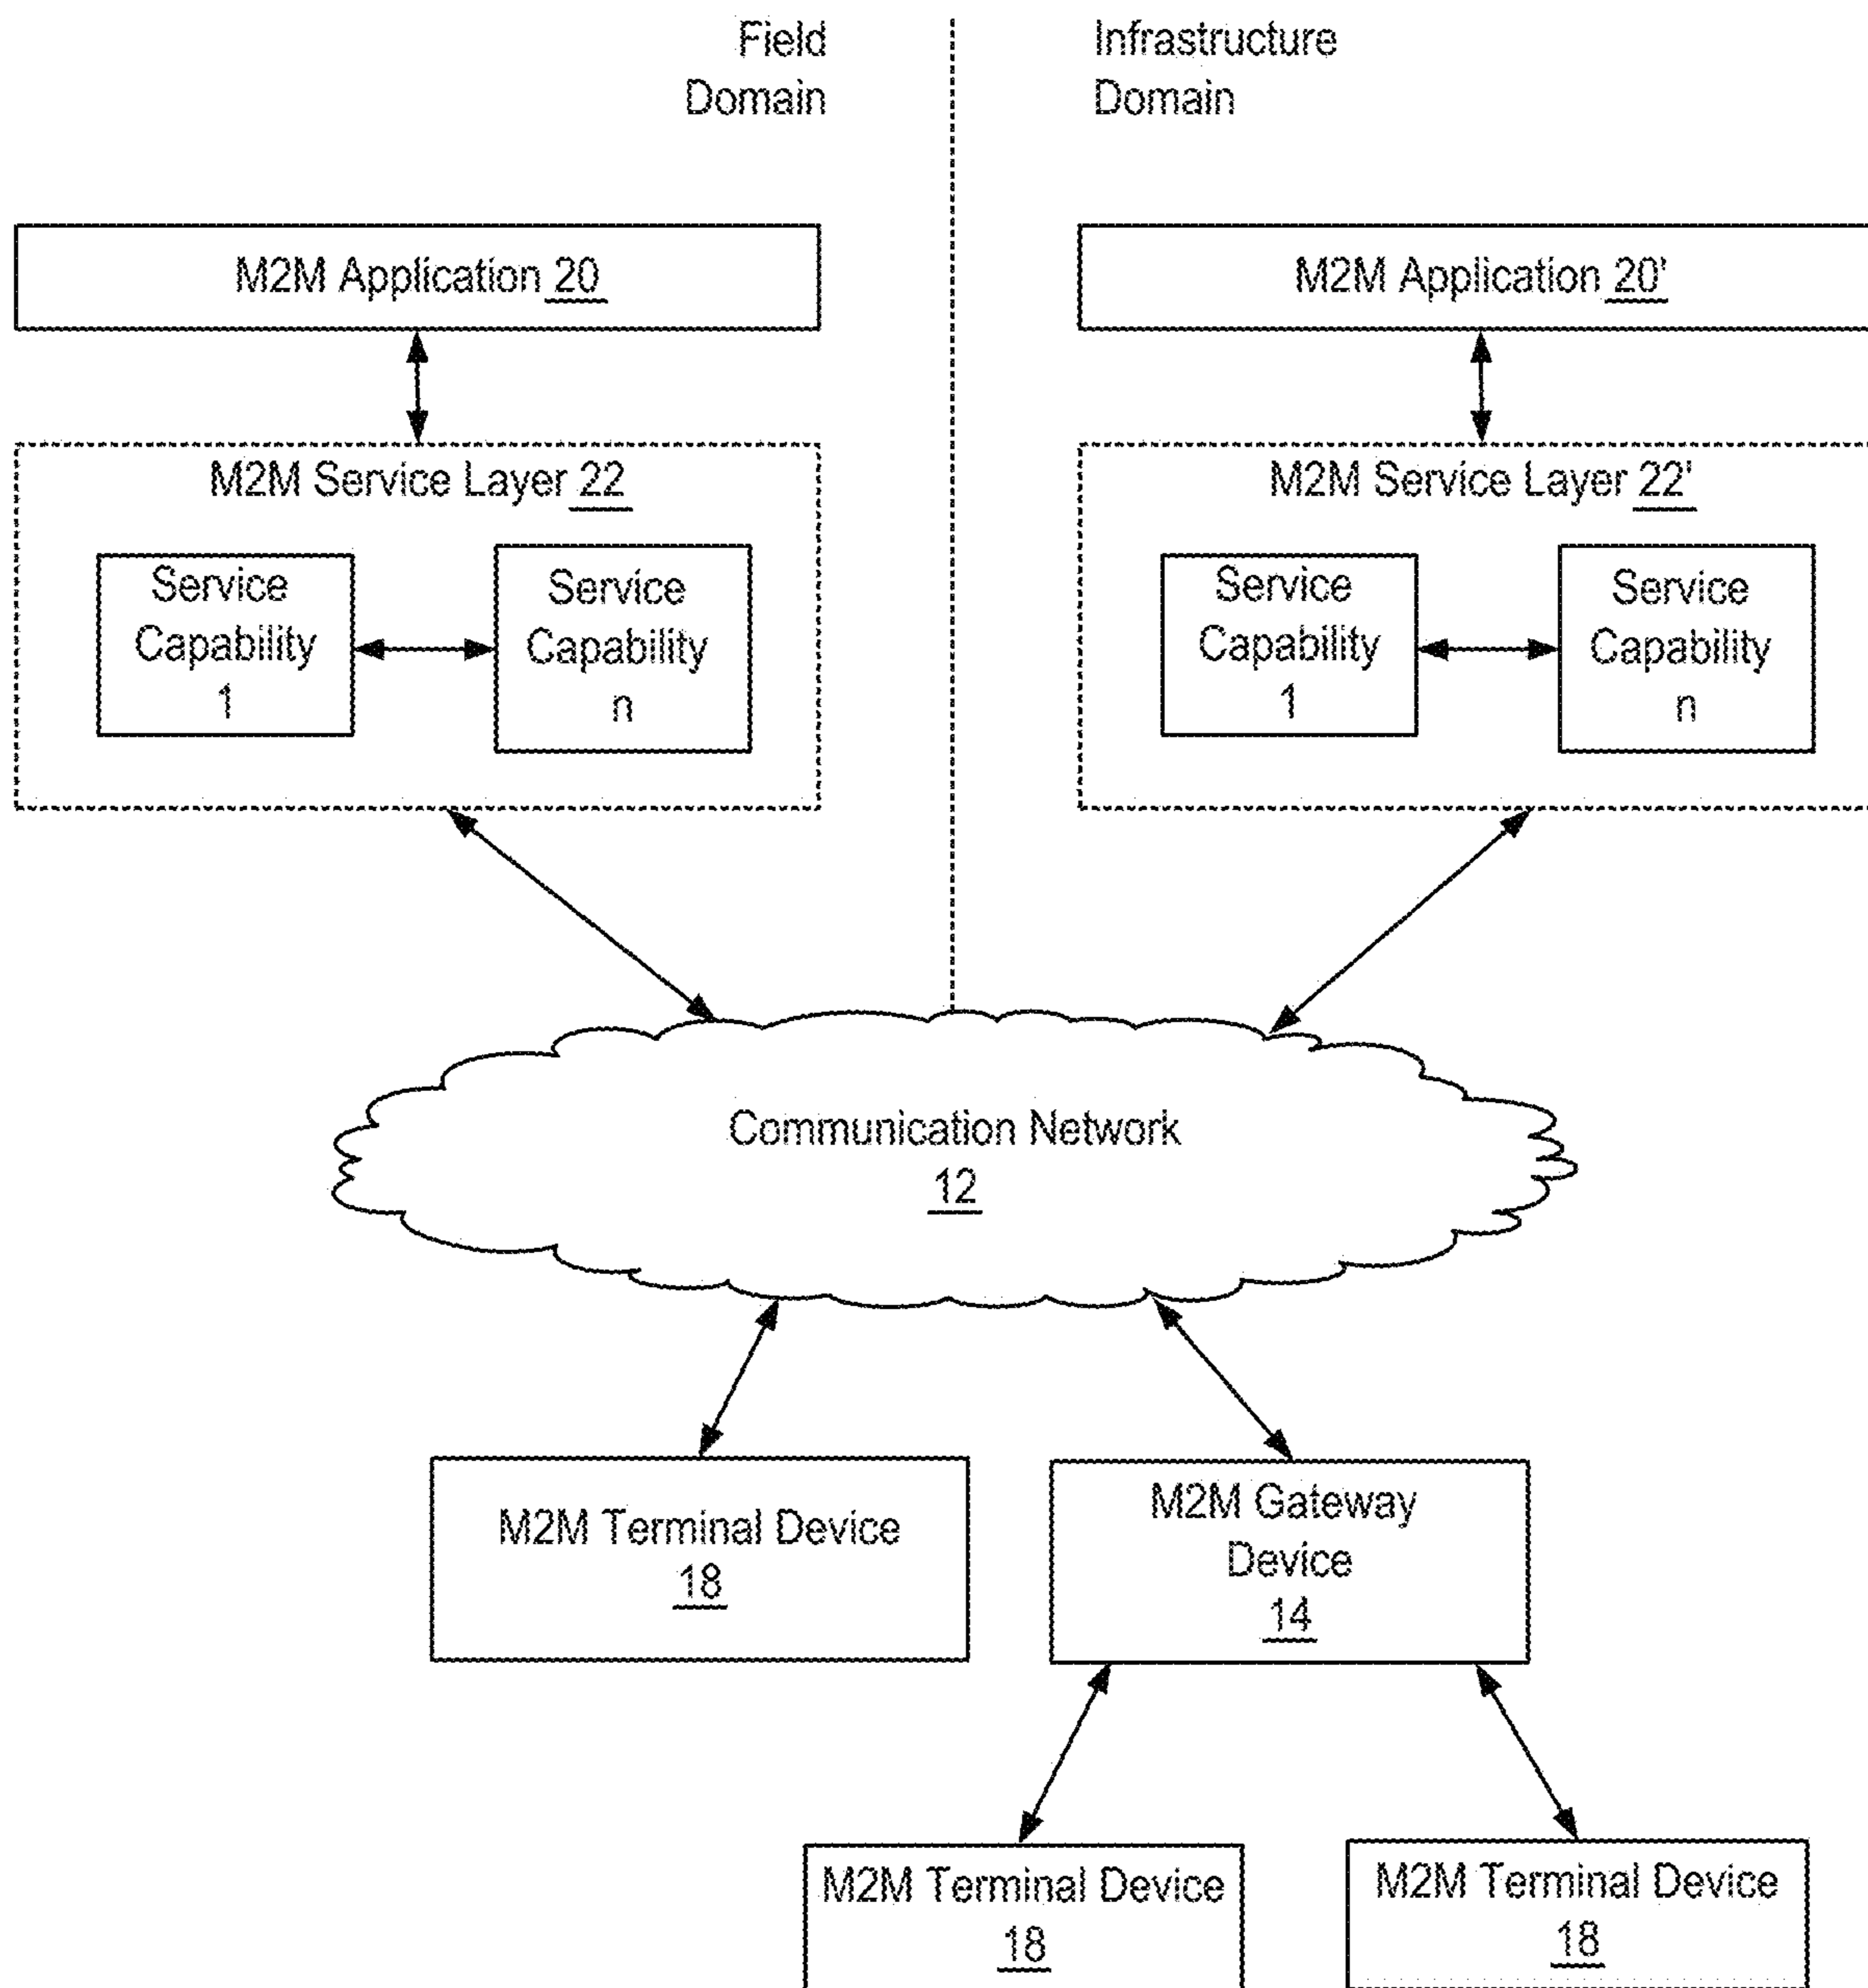 Field
Domain
Infrastructure
Domain
M2M Application 20
M2M Application 20'
M2M Service Layer 22
Service
Capability
1
Service
Capability
n
M2M Service Layer 22'
Service
Capability
1
Service
Capability
n
Communication Network
12
M2M Terminal Device
18
M2M Gateway
Device
14
M2M Terminal Device
18
M2M Terminal Device
18